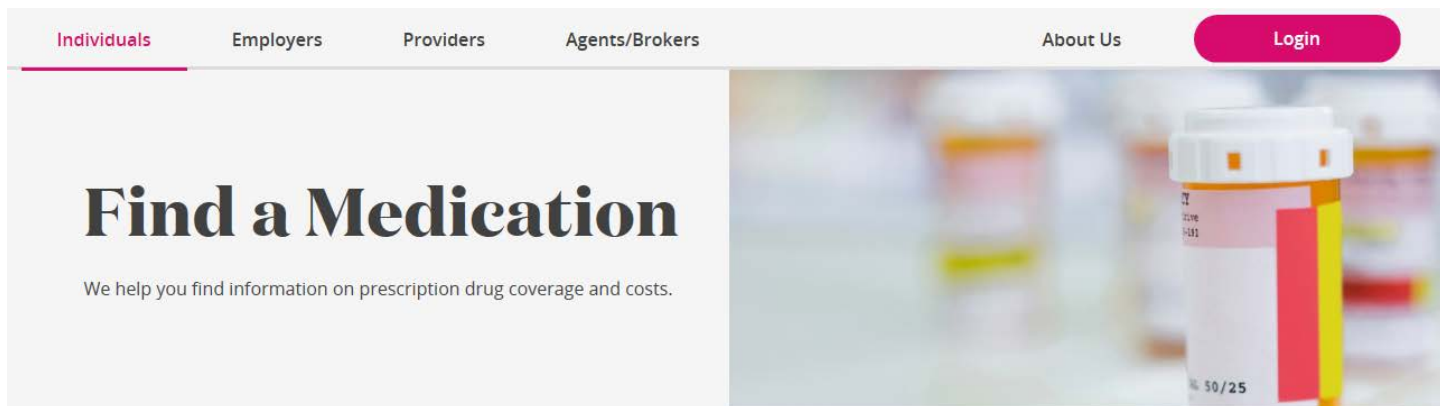 Individuals Employers Providers Agents/Brokers About Us Login
Find a Medication
We help you find information on prescription drug coverage and costs.
50/25